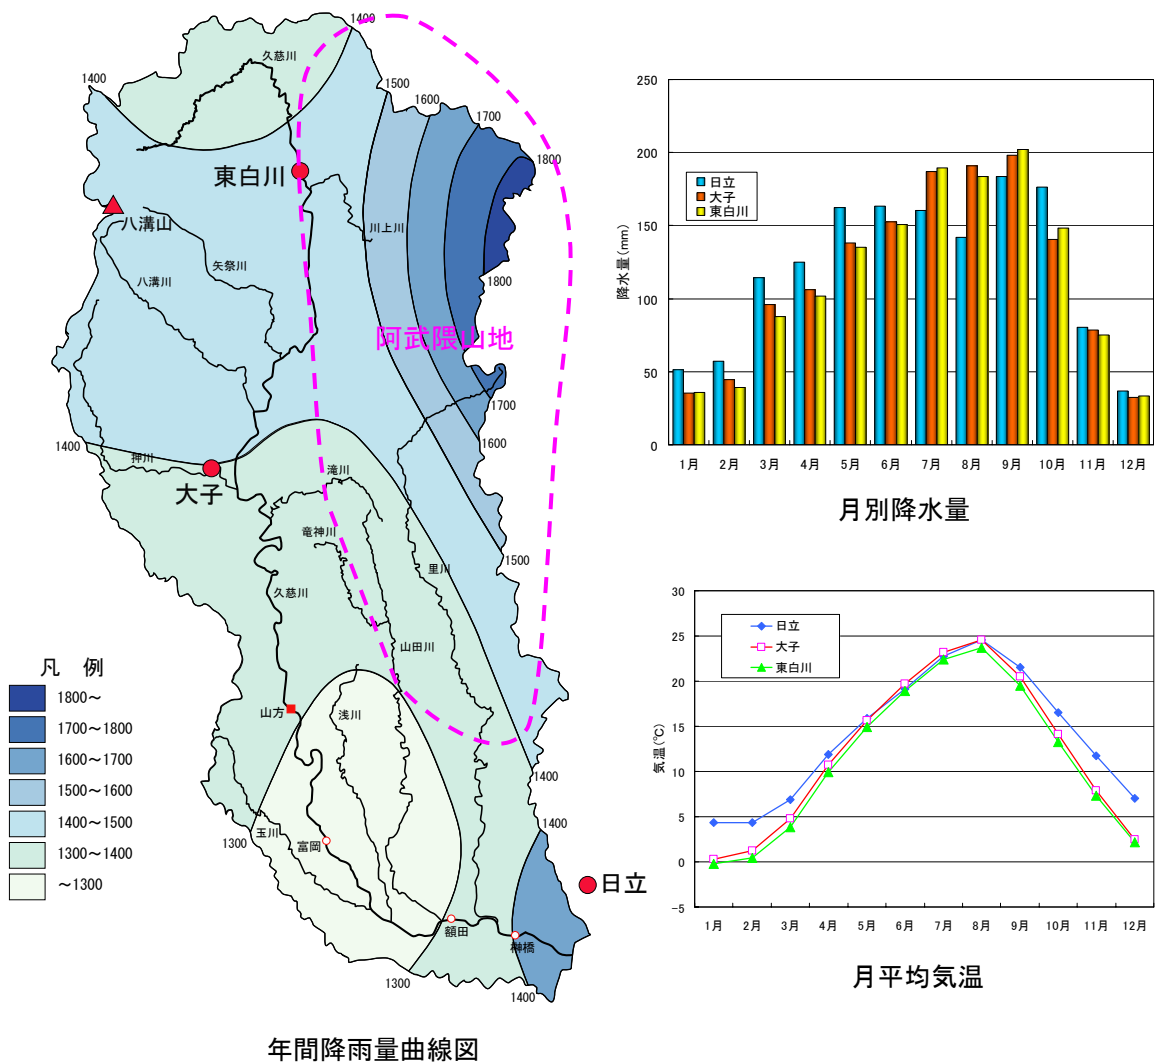 1400
久慈川
1400
1500
1600
1700
1800
東白川
八溝山
川上川
矢祭川
八溝川
1800
阿武隈山地
1700
1600
1400
押川
大子
滝川
竜神川
里川
1500
久慈川
山田川
山方
浅川
1400
1300
玉川
富岡
1400
日立
額田
榊橋
1300
1400
凡 例
1800~
1700~1800
1600~1700
1500~1600
1400~1500
1300~1400
~1300
年間降雨量曲線図
250
200
150
100
50
0
降水量(mm)
日立
大子
東白川
1月 2月 3月 4月 5月 6月 7月 8月 9月 10月 11月 12月
月別降水量
30
25
20
15
10
5
0
-5
気温(℃)
日立
大子
東白川
1月 2月 3月 4月 5月 6月 7月 8月 9月 10月 11月 12月
月平均気温